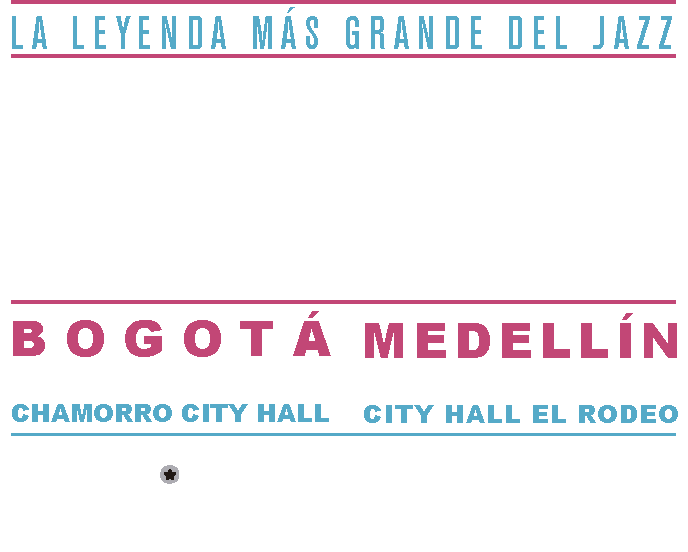 LA LEYENDA MÁS GRANDE DEL JAZZ
BOGOTÁ MEDELLÍN
CHAMORRO CITY HALL CITY HALL EL RODEO